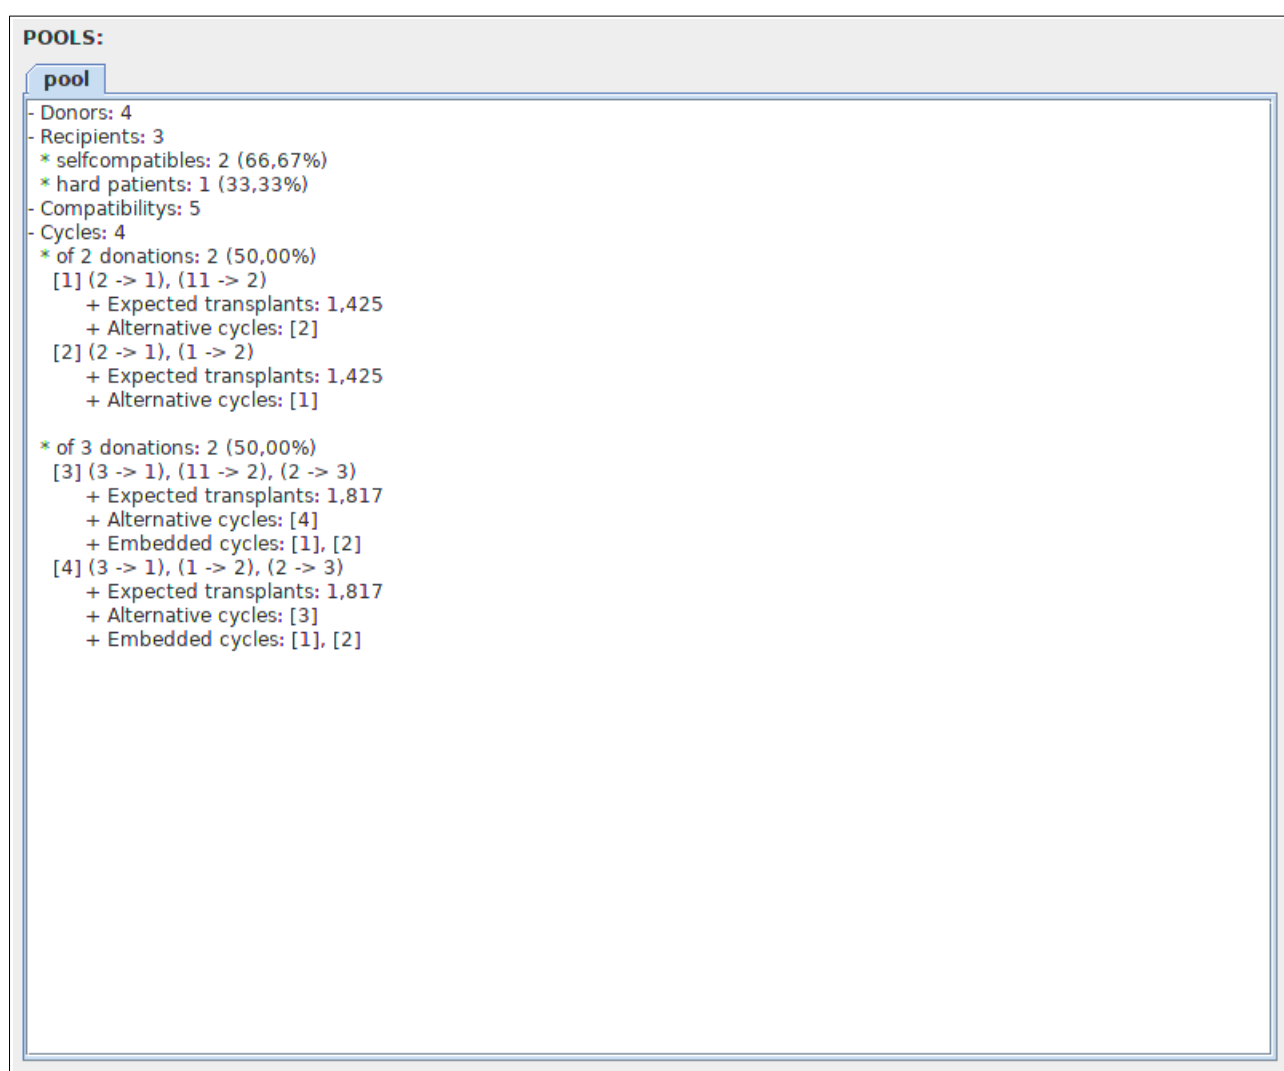 POOLS:
pool
- Donors: 4
- Recipients: 3
* selfcompatibles: 2 (66,67%)
* hard patients: 1 (33,33%)
- Compatibilitys: 5
- Cycles: 4
* of 2 donations: 2 (50,00%)
[1] (2 -> 1), (11 -> 2)
+ Expected transplants: 1,425
+ Alternative cycles: [2]
[2] (2 -> 1), (1 -> 2)
+ Expected transplants: 1,425
+ Alternative cycles: [1]
* of 3 donations: 2 (50,00%)
[3] (3 -> 1), (11 -> 2), (2 -> 3)
+ Expected transplants: 1,817
+ Alternative cycles: [4]
+ Embedded cycles: [1], [2]
[4] (3 -> 1), (1 -> 2), (2 -> 3)
+ Expected transplants: 1,817
+ Alternative cycles: [3]
+ Embedded cycles: [1], [2]